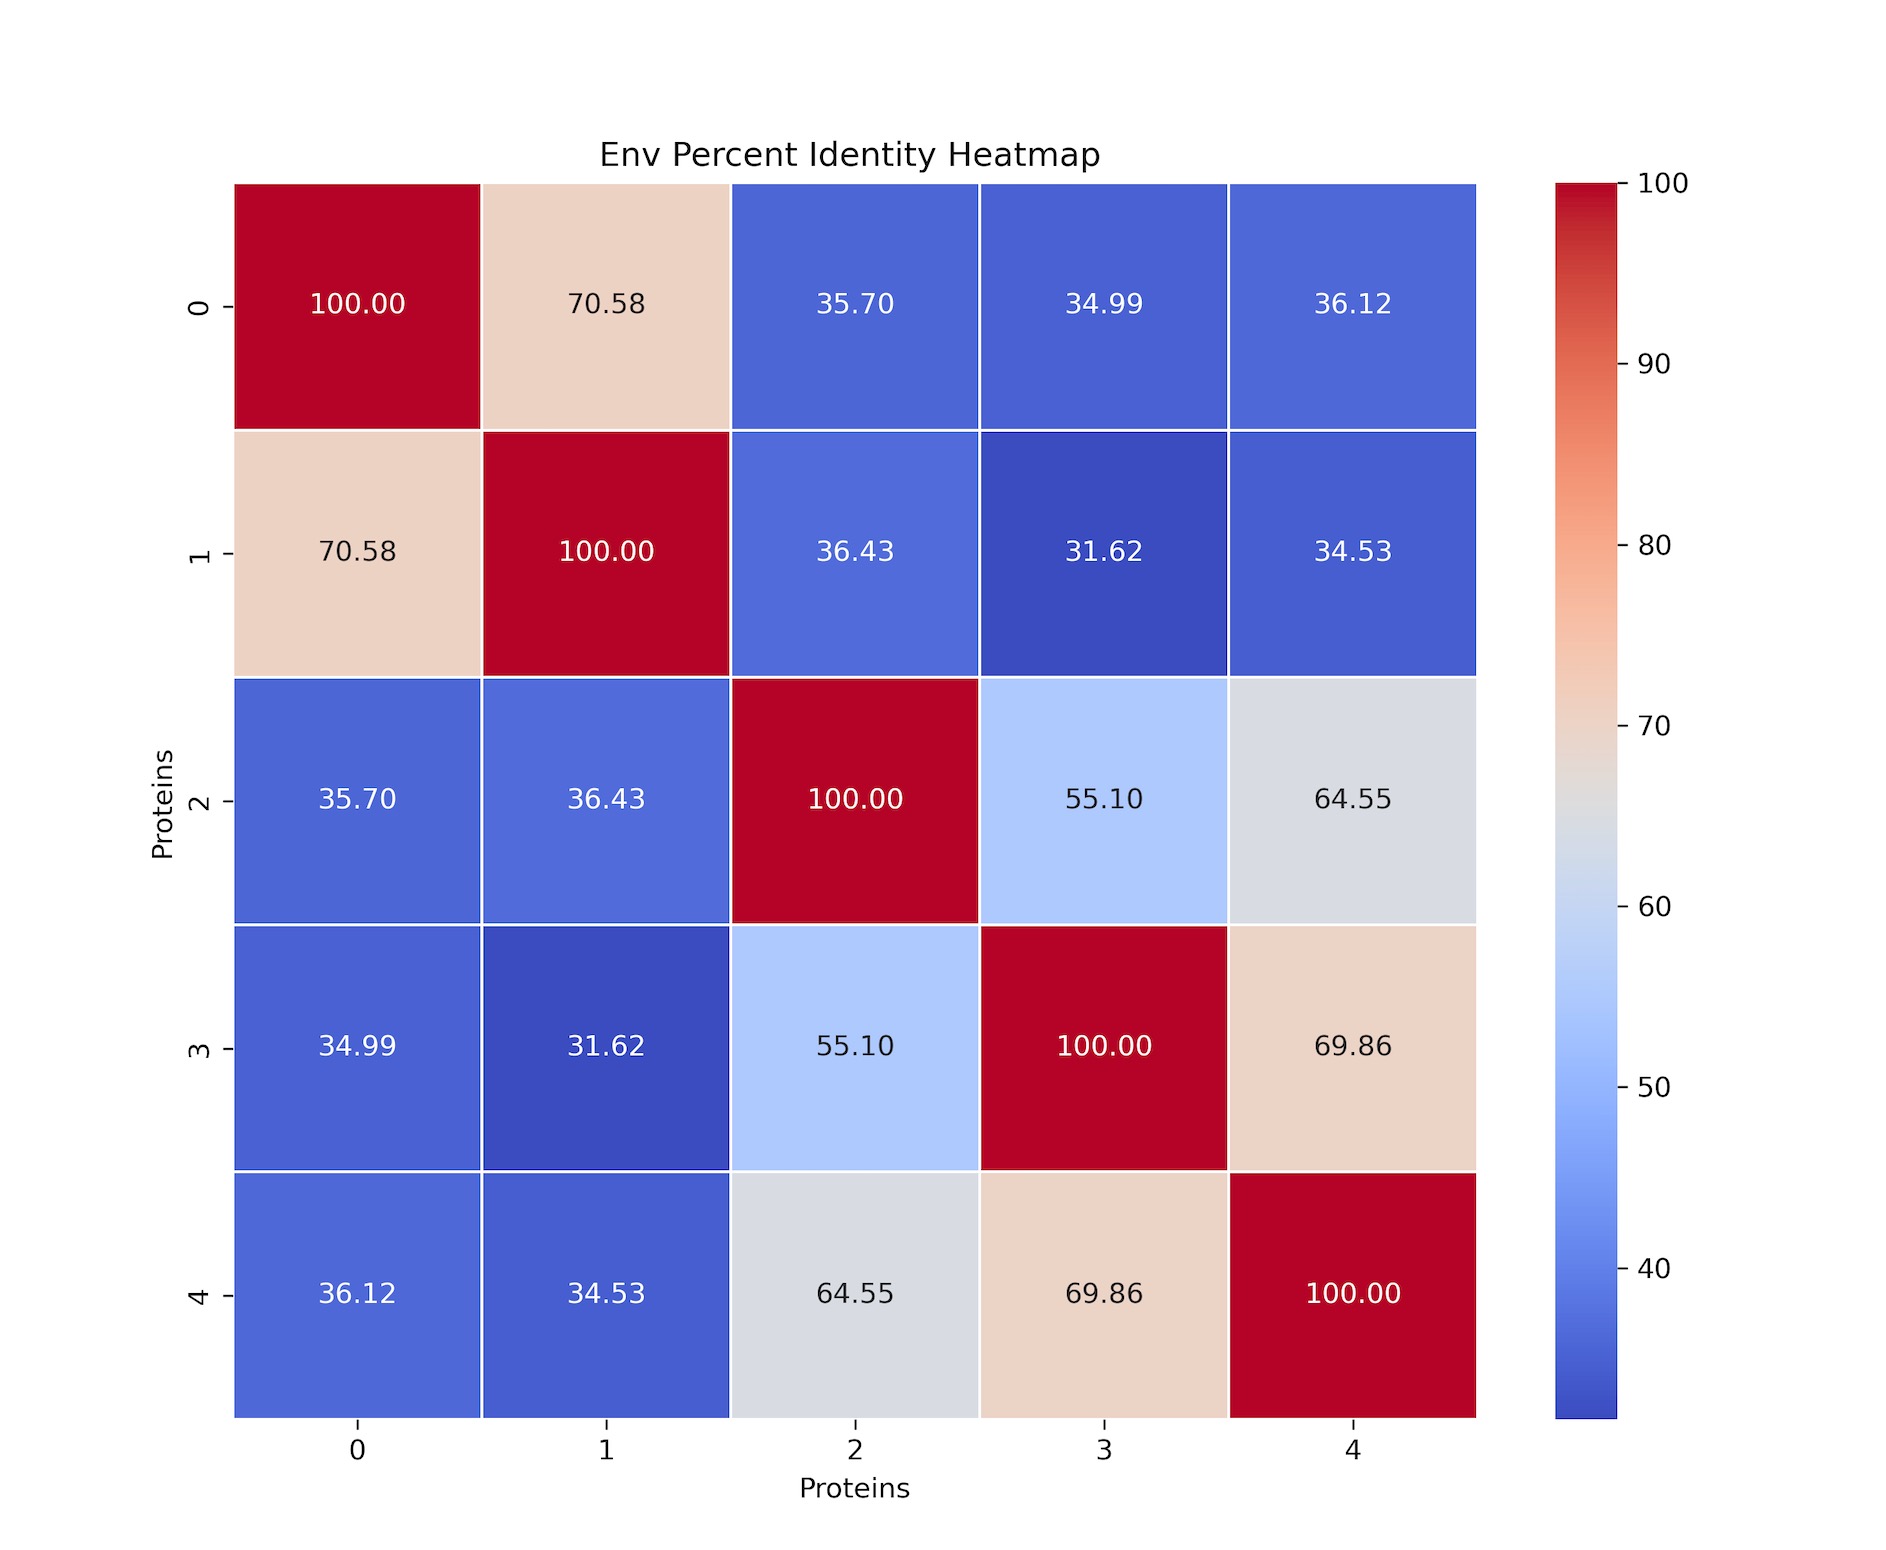 Env Percent Identity Heatmap
100
0 100.00 70.58 35.70 34.99 36.12
90
1 70.58 100.00 36.43 31.62 34.53
80
70
Proteins
2 35.70 36.43 100.00 55.10 64.55
60
3 34.99 31.62 55.10 100.00 69.86
50
40
4 36.12 34.53 64.55 69.86 100.00
0 1 2 3 4
Proteins